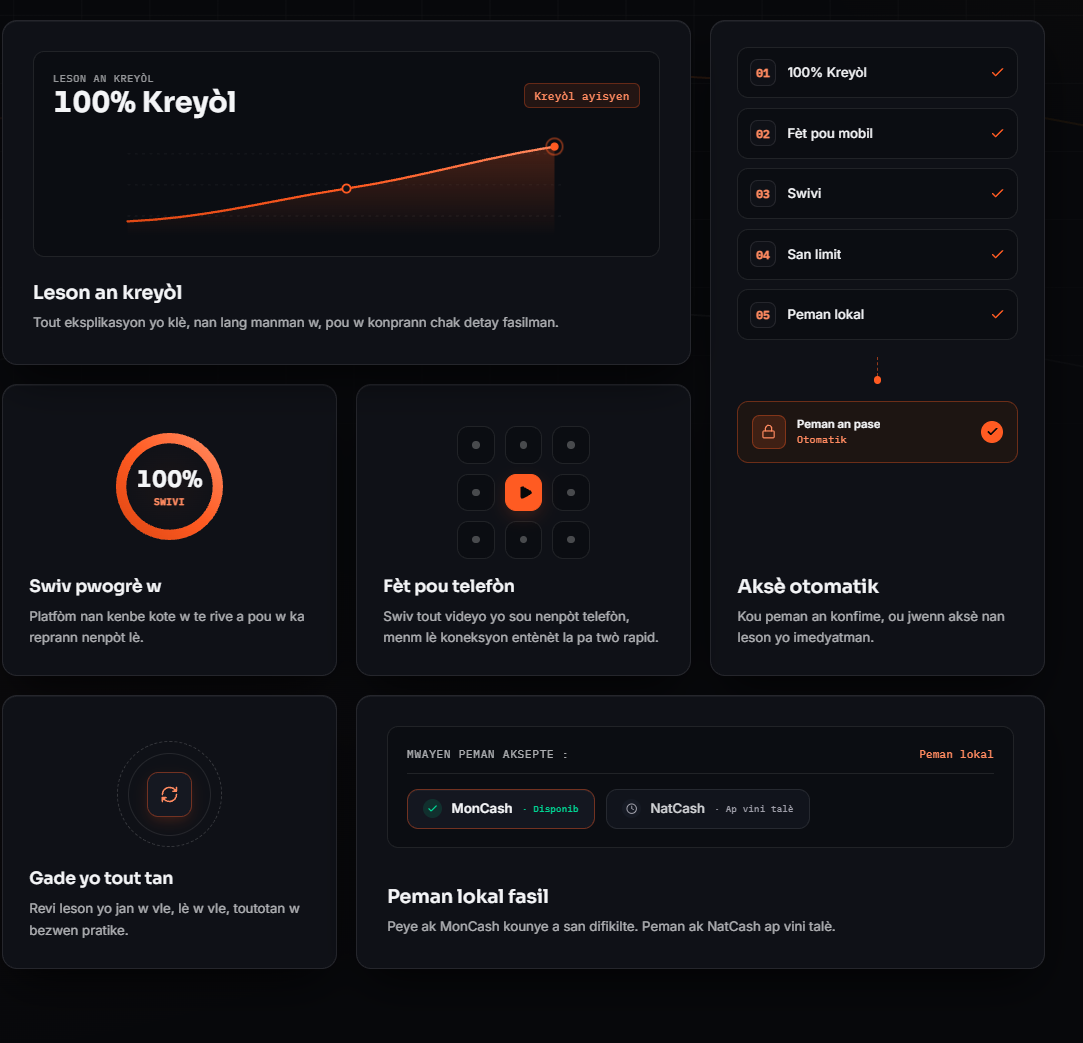 LESON AN KREYÒL
100% Kreyòl
Kreyòl ayisyen
Leson an kreyòl
Tout eksplikasyon yo klè, nan lang manman w, pou w konprann chak detay fasilman.
01 100% Kreyòl
02 Fèt pou mobil
03 Swivi
04 San limit
05 Peman lokal
Peman an pase
Otomatik
Aksè otomatik
Kou peman an konfime, ou jwenn aksè nan
leson yo imedyatman.
100%
SWIVI
Swiv pwogrè w
Platfòm nan kenbe kote w te rive a pou w ka
reprann nenpòt lè.
Fèt pou telefòn
Swiv tout videyo yo sou nenpòt telefòn,
menm lè koneksyon entènèt la pa twò rapid.
Gade yo tout tan
Revi leson yo jan w vle, lè w vle, toutotan w
bezwen pratike.
MWAYEN PEMAN AKSEPTE :
Peman lokal
MonCash · Disponib
NatCash · Ap vini talè
Peman lokal fasil
Peye ak MonCash kounye a san difikilte. Peman ak NatCash ap vini talè.